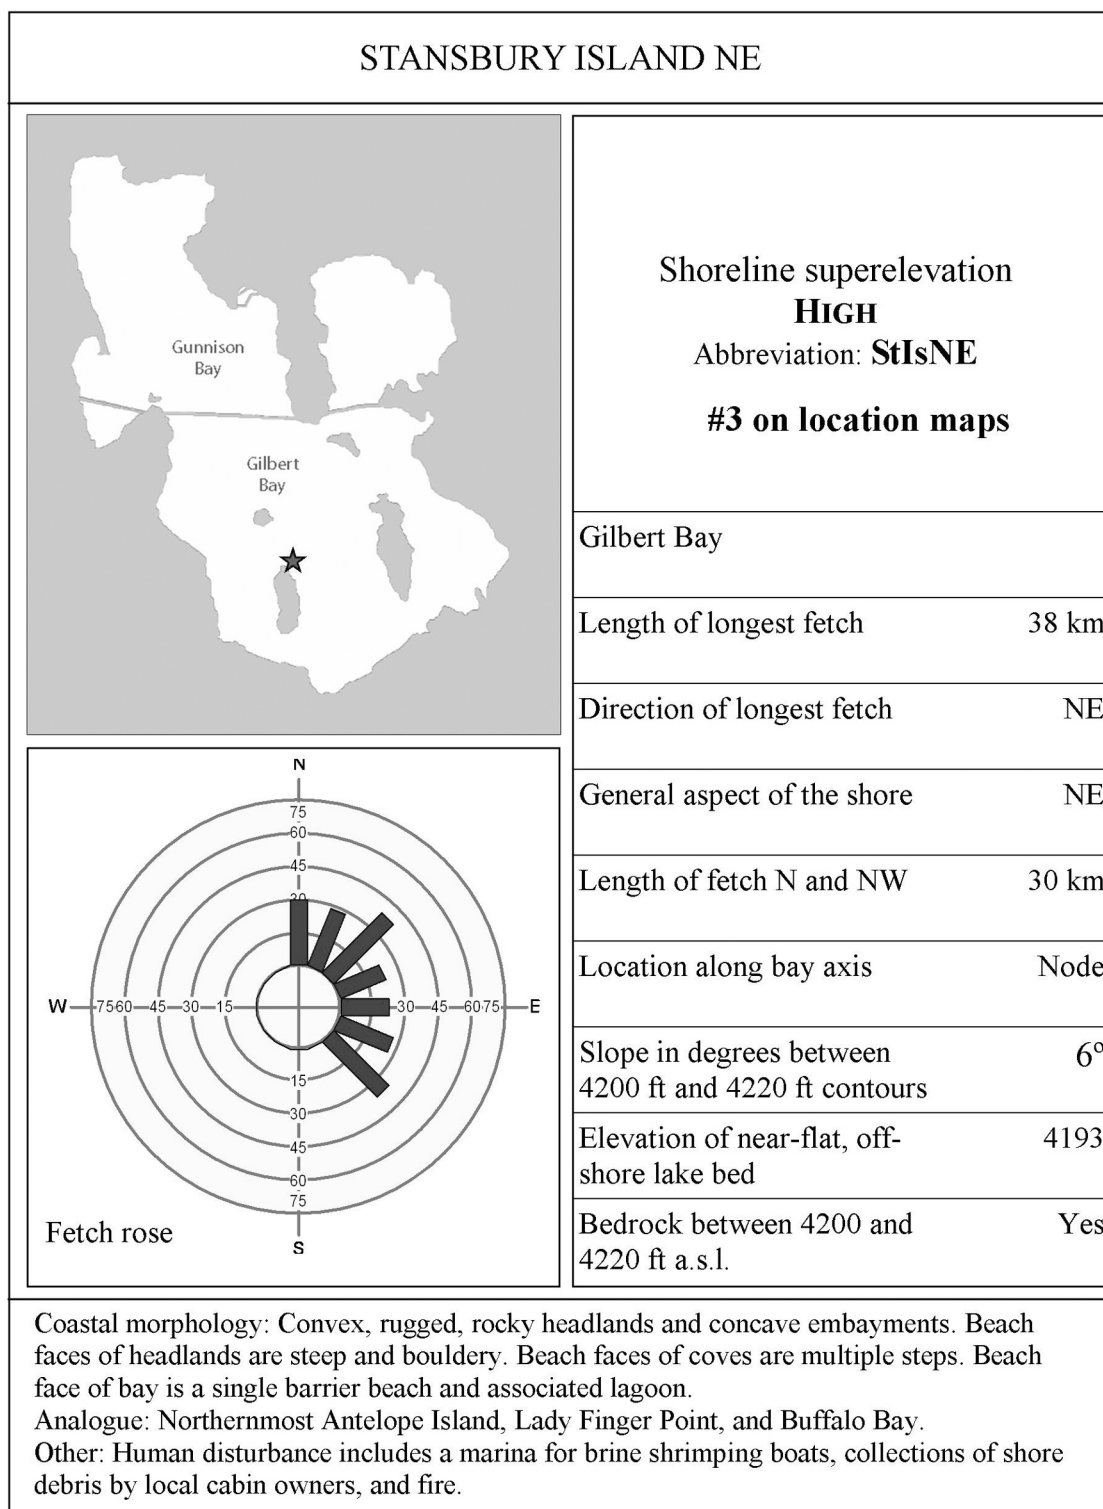 STANSBURY ISLAND NE
Gunnison
Bay
Gilbert
Bay
Shoreline superelevation
HIGH
Abbreviation: StIsNE
#3 on location maps
Gilbert Bay
Length of longest fetch 38 km
Direction of longest fetch NE
General aspect of the shore NE
Length of fetch N and NW 30 km
Location along bay axis Node
Slope in degrees between 6°
4200 ft and 4220 ft contours
Elevation of near-flat, off- 4193
shore lake bed
Bedrock between 4200 and Yes
4220 ft a.s.l.
N
75
60
45
30
W 75 60 45 30 15 30 45 60 75 E
15
30
45
60
75
S
Fetch rose
Coastal morphology: Convex, rugged, rocky headlands and concave embayments. Beach
faces of headlands are steep and bouldery. Beach faces of coves are multiple steps. Beach
face of bay is a single barrier beach and associated lagoon.
Analogue: Northernmost Antelope Island, Lady Finger Point, and Buffalo Bay.
Other: Human disturbance includes a marina for brine shrimping boats, collections of shore
debris by local cabin owners, and fire.